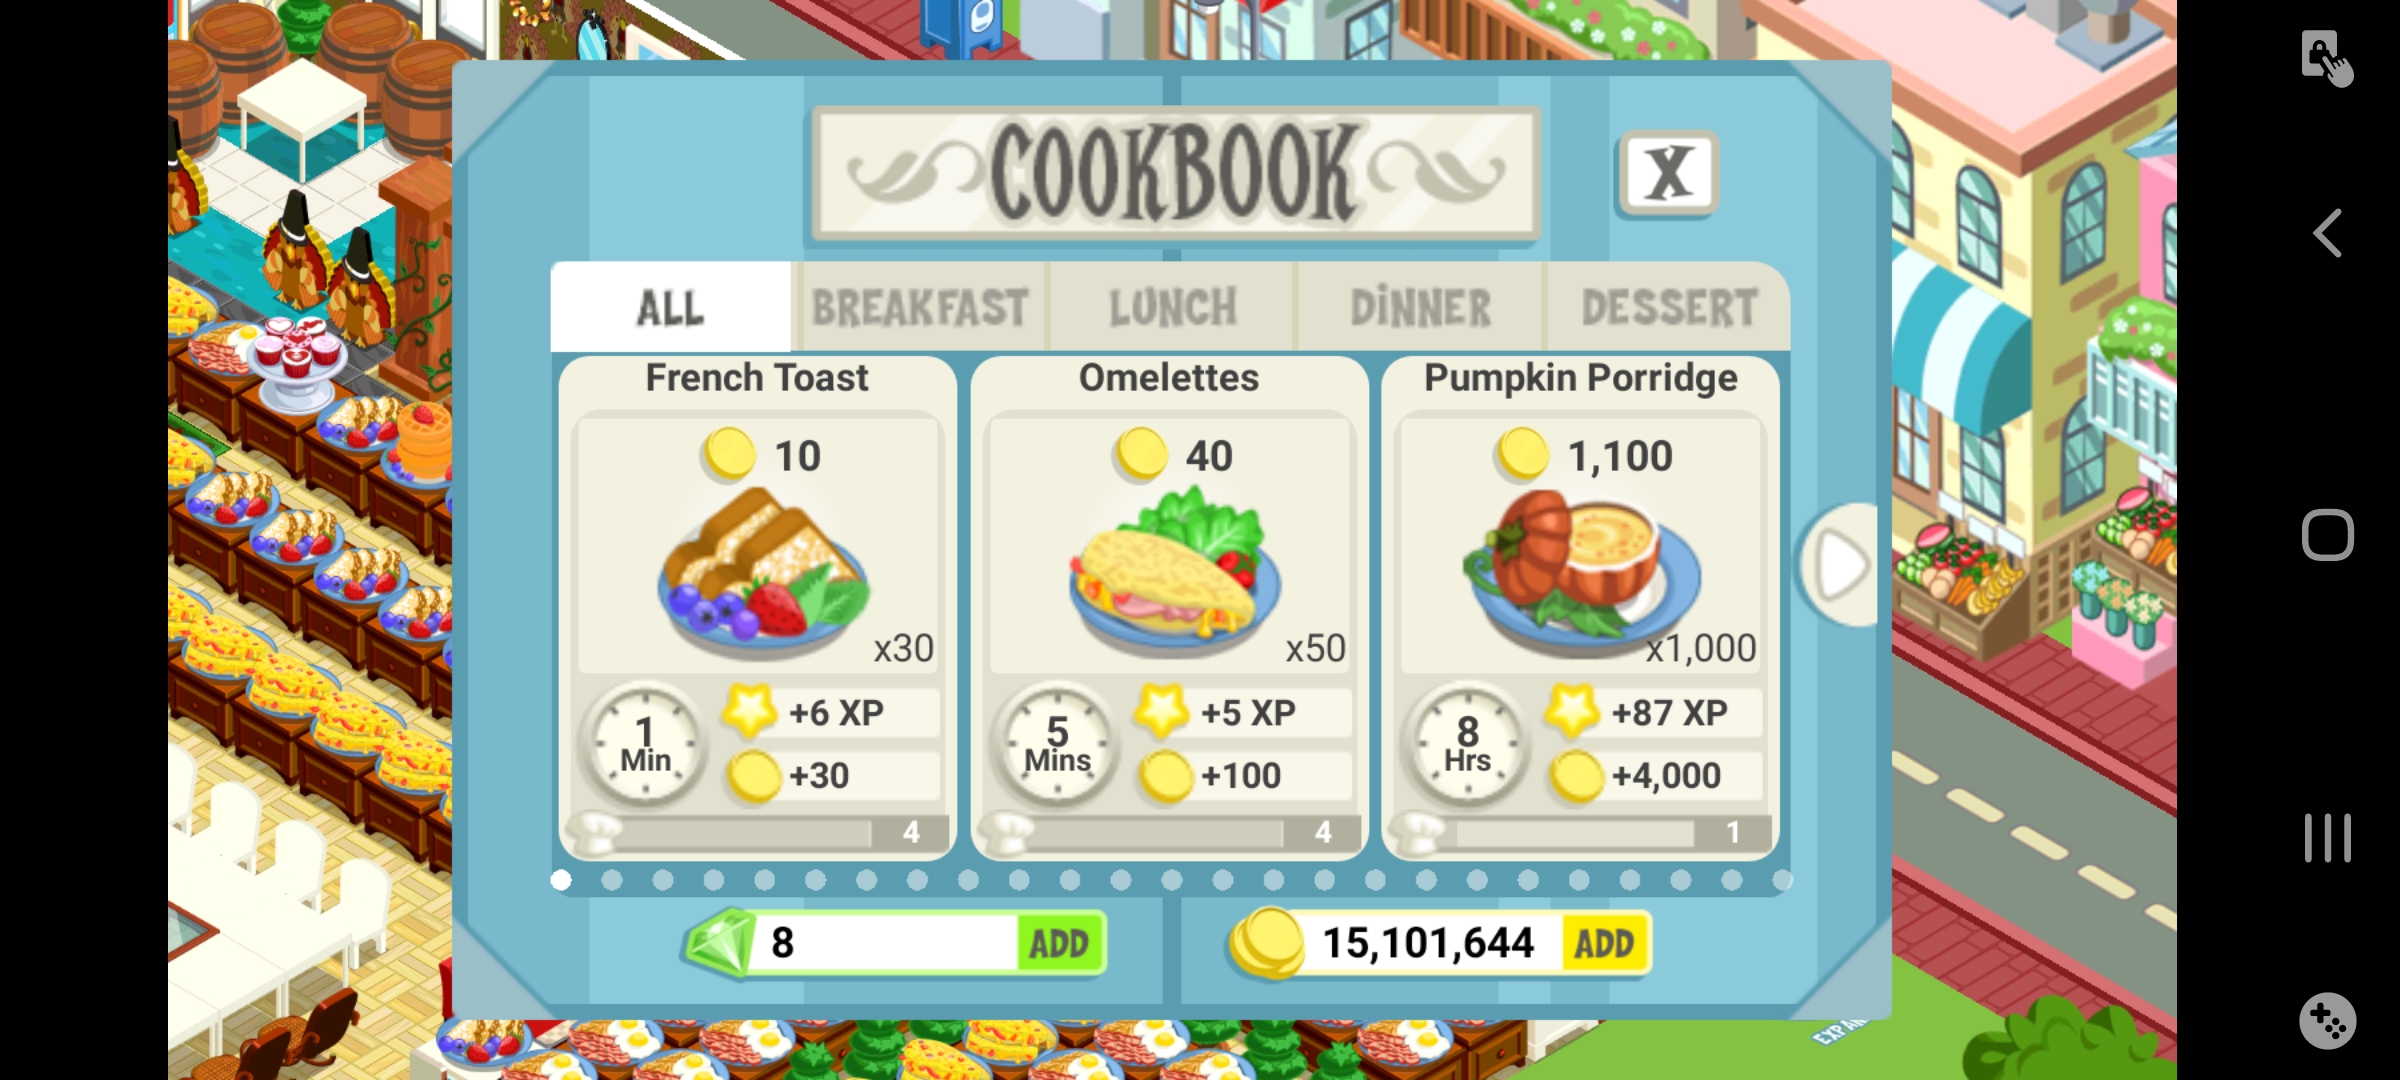 COOKBOOK
X
ALL BREAKFAST LUNCH DINNER DESSERT
French Toast
10
x30
1 Min
+6 XP
+30
4
Omelettes
40
x50
5 Mins
+5 XP
+100
4
Pumpkin Porridge
1,100
x1,000
8 Hrs
+87 XP
+4,000
1
8 ADD
15,101,644 ADD